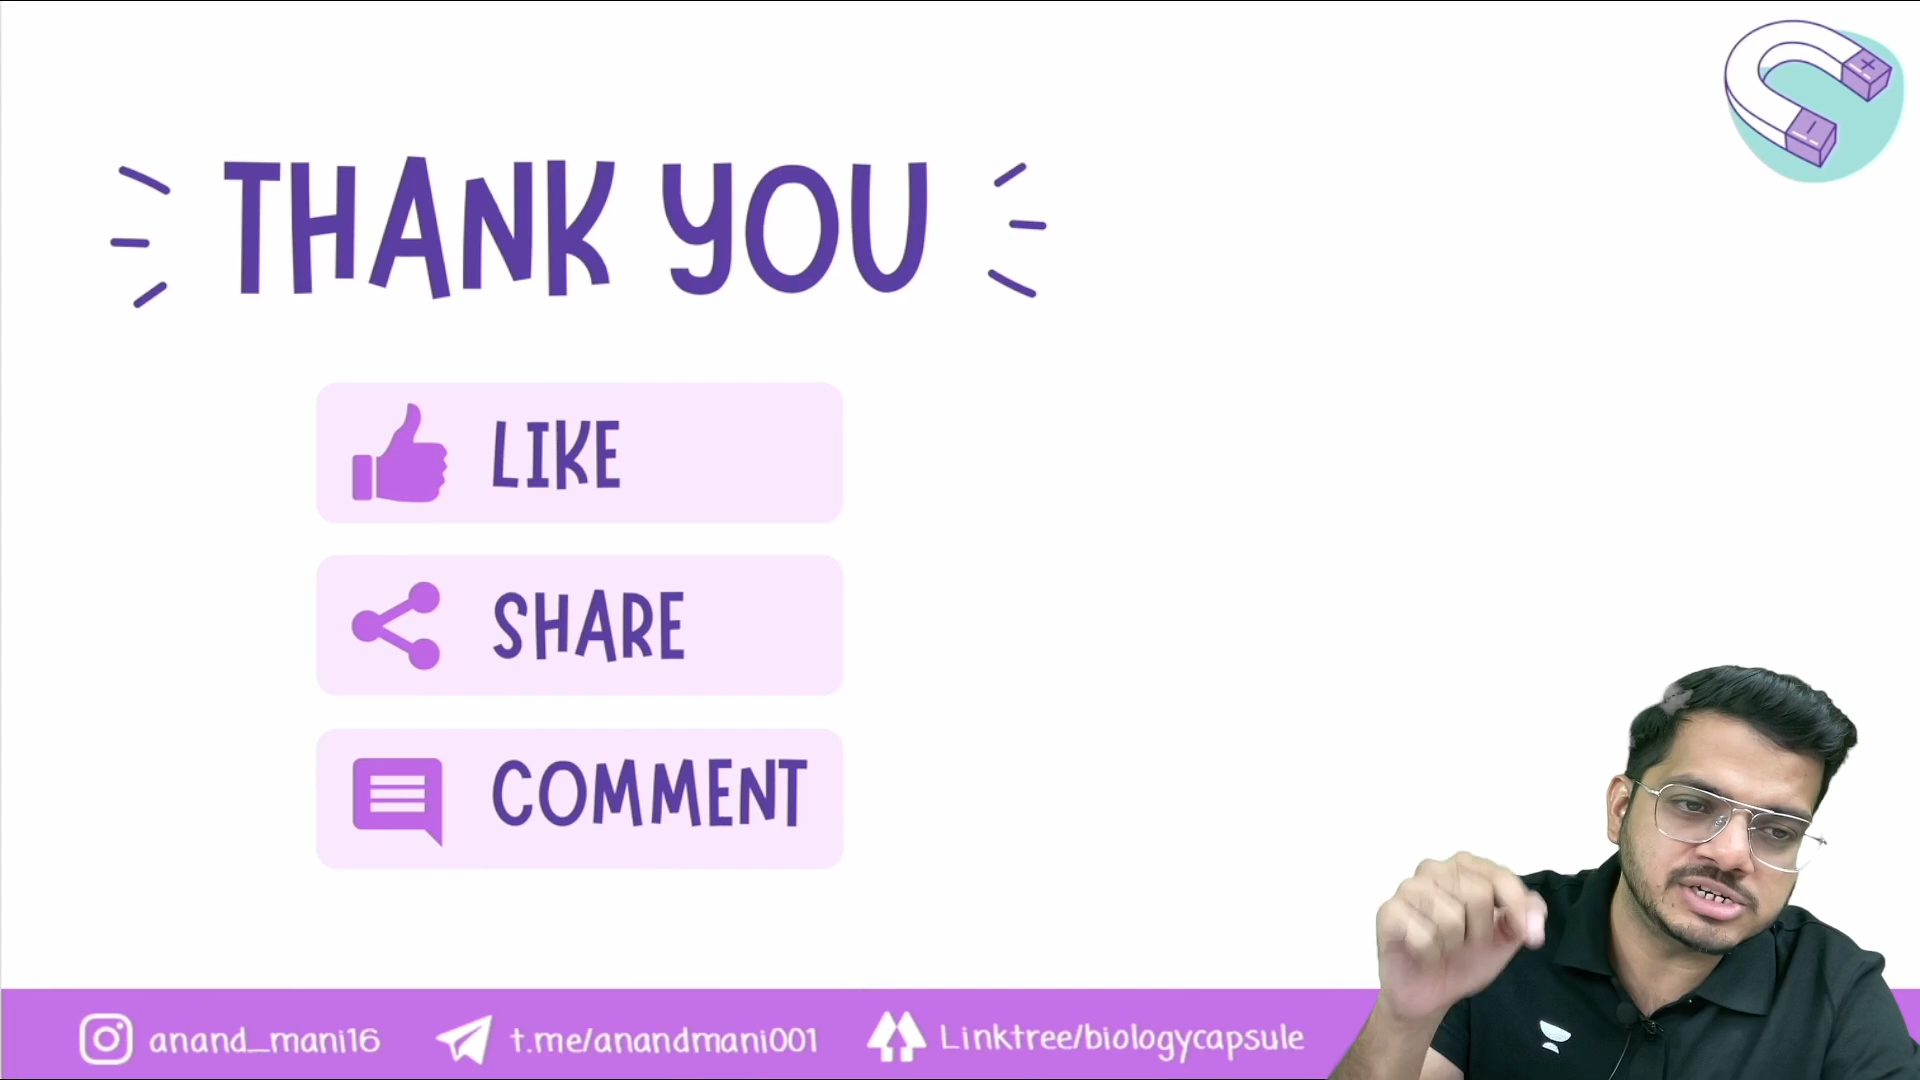 THANK YOU
LIKE
SHARE
COMMENT
anand_mani16 t.me/anandmani001 Linktree/biologycapsule